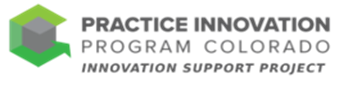 PRACTICE INNOVATION
PROGRAM COLORADO
INNOVATION SUPPORT PROJECT